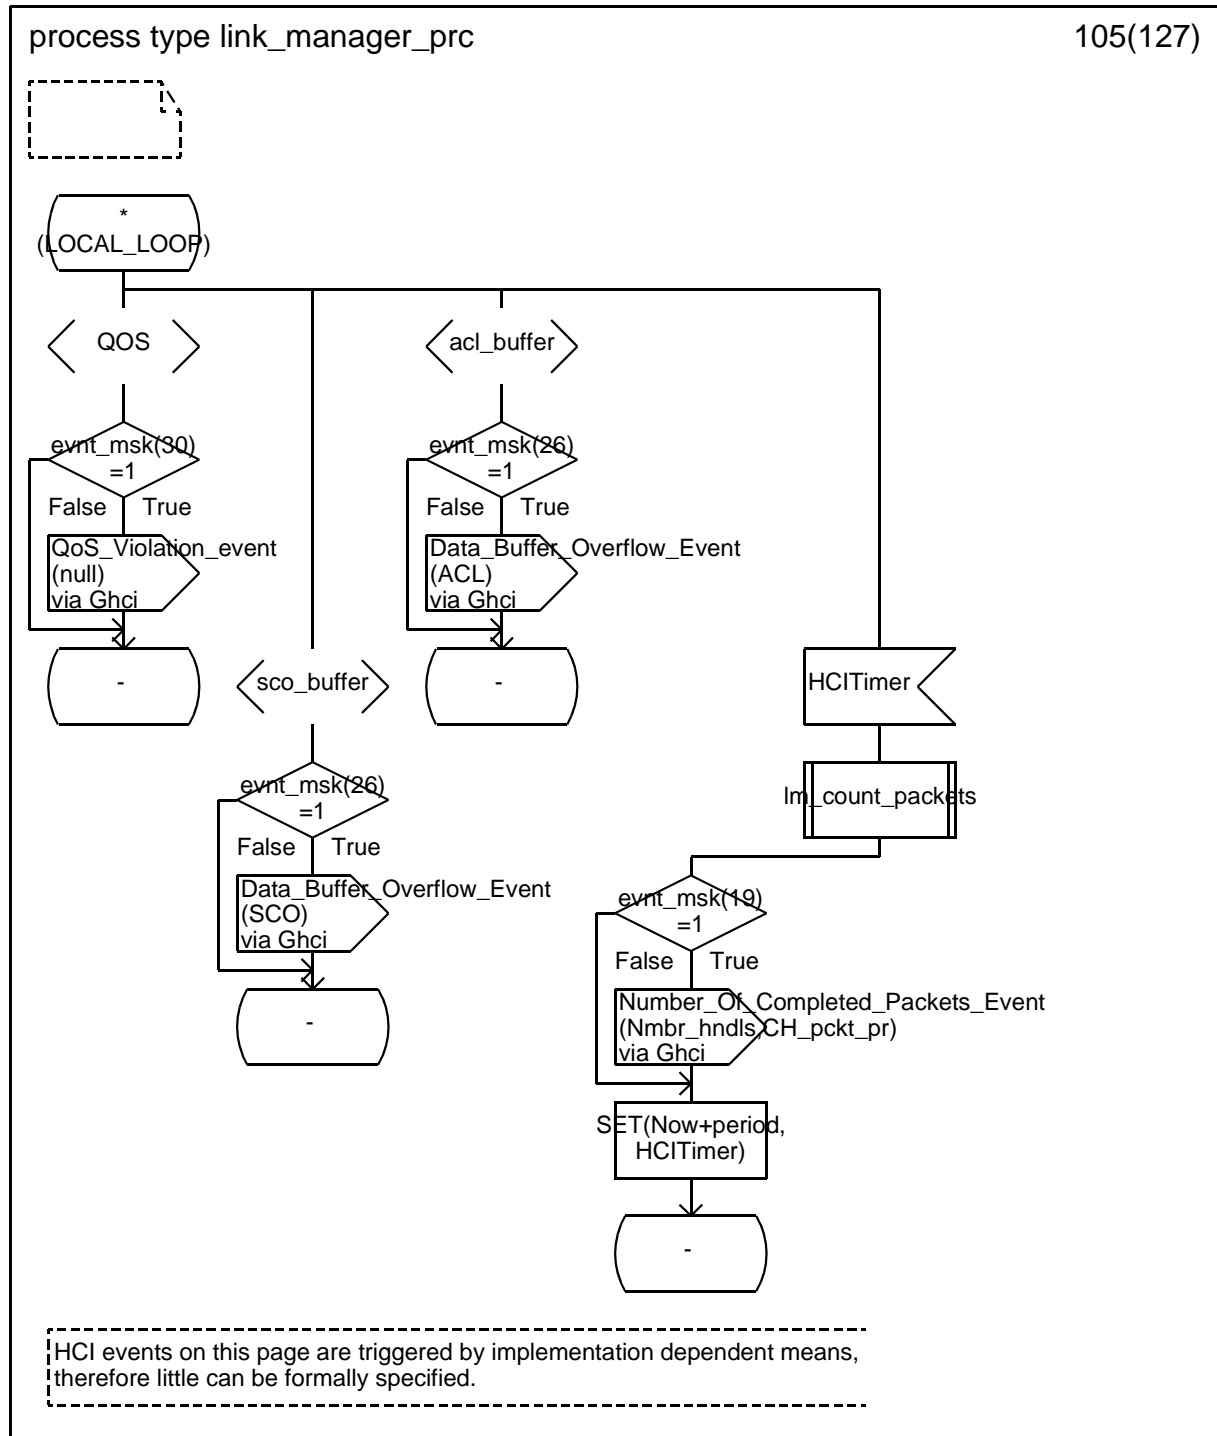 process type link_manager_prc
105(127)
*
(LOCAL_LOOP)
QOS
evnt_msk(30)
=1
False
True
QoS_Violation_event
(null)
via Ghci
-
sco_buffer
evnt_msk(26)
=1
False
True
Data_Buffer_Overflow_Event
(SCO)
via Ghci
-
acl_buffer
evnt_msk(26)
=1
False
True
Data_Buffer_Overflow_Event
(ACL)
via Ghci
-
HCITimer
lm_count_packets
evnt_msk(19)
=1
False
True
Number_Of_Completed_Packets_Event
(Nmbr_hndls,CH_pckt_pr)
via Ghci
SET(Now+period,
HCITimer)
-
HCI events on this page are triggered by implementation dependent means,
therefore little can be formally specified.